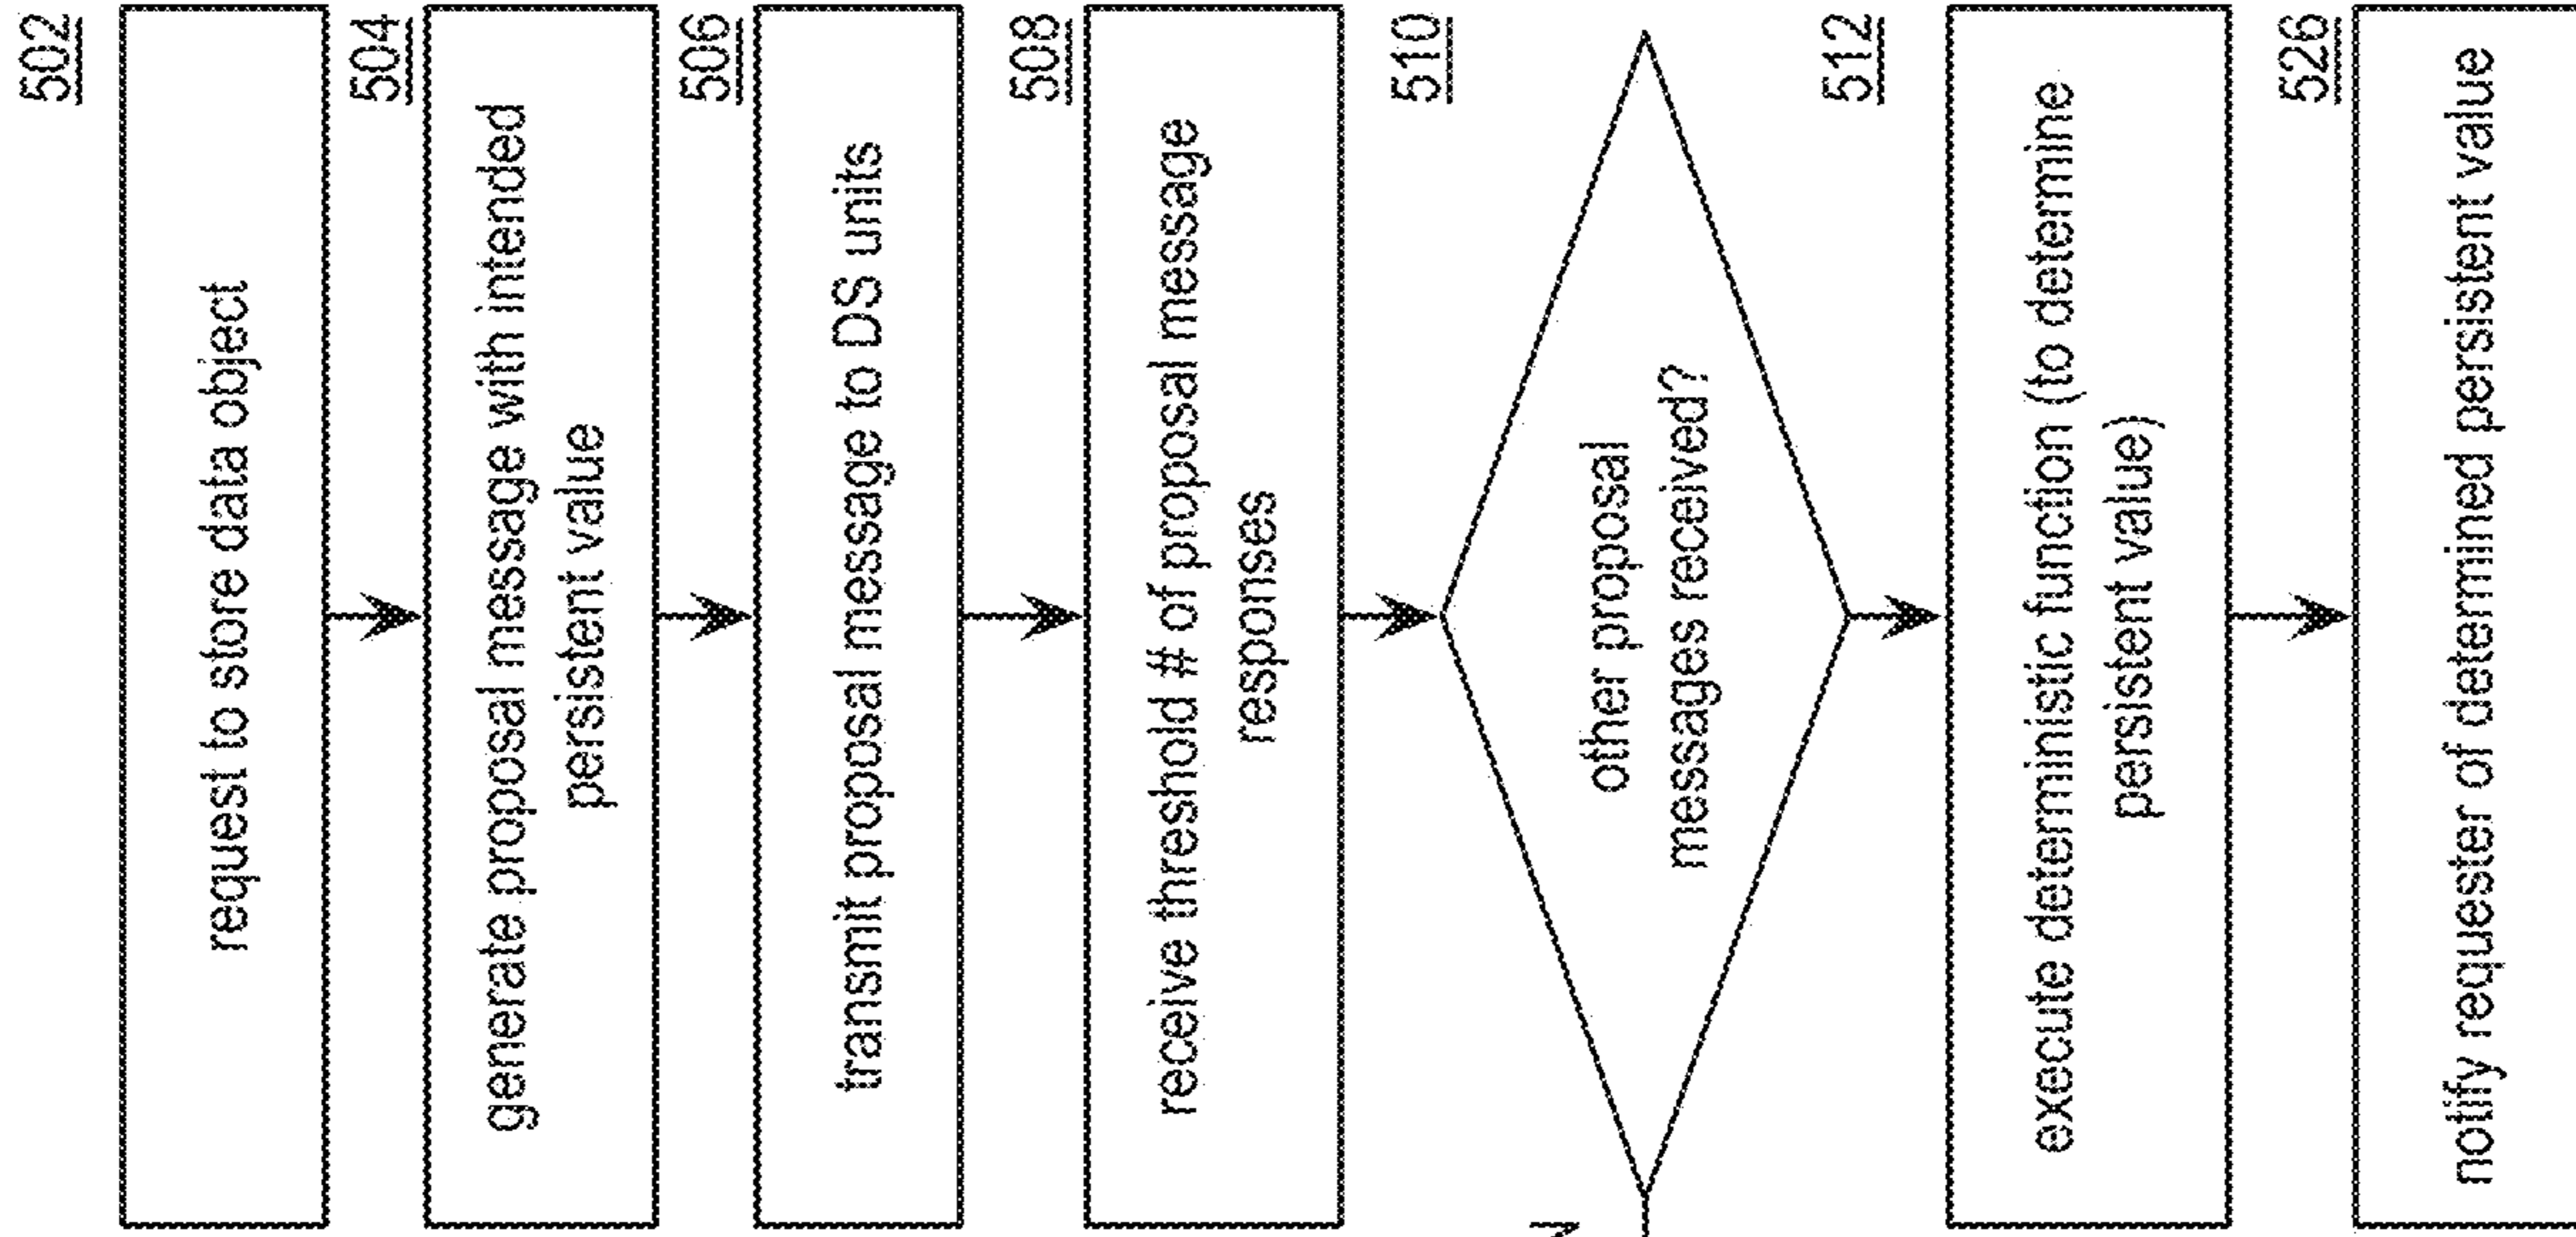 502
request to store data object
504
generate proposal message with intended
persistent value
506
transmit proposal message to DS units
508
receive threshold # of proposal message
responses
510
other proposal
messages received?
512
execute deterministic function (to determine
persistent value)
526
notify requester of determined persistent value